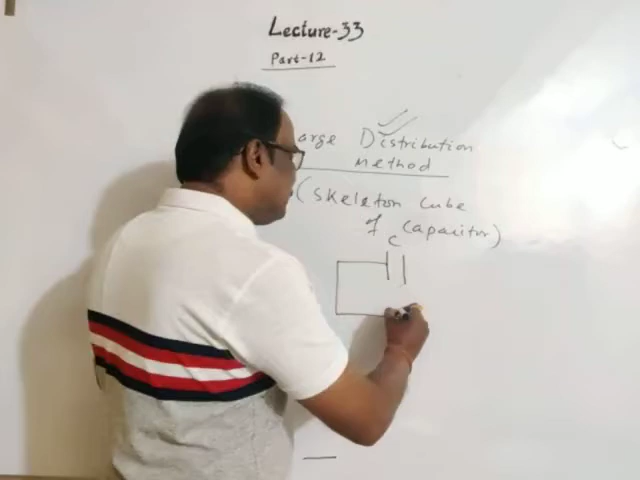 Lecture-33
Part-12
arge Distribution
Method
(Skeleton Cube
of Capacitor)
C